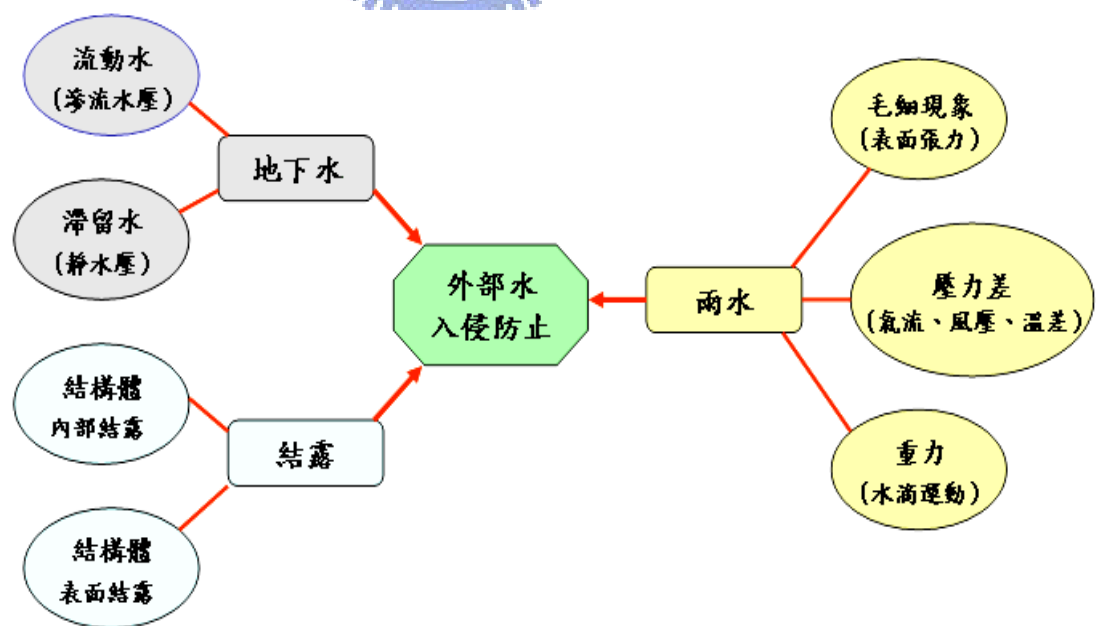 流動水
(滲流水壓)
地下水
滯留水
(靜水壓)
外部水
入侵防止
結構體
內部結露
結露
結構體
表面結露
毛細現象
(表面張力)
雨水
壓力差
(氣流、風壓、溫差)
重力
(水滴運動)